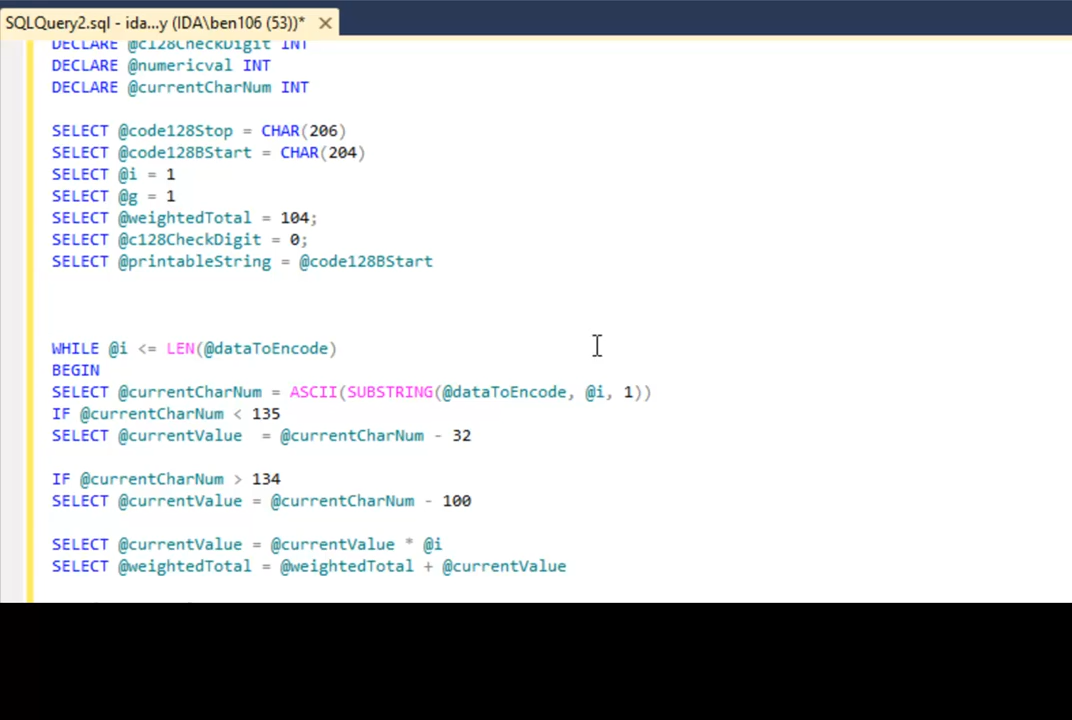 SQLQuery2.sql - ida...y (IDA\ben106 (53))* ✕
DECLARE @c128CheckDigit INT
DECLARE @numericval INT
DECLARE @currentCharNum INT
SELECT @code128Stop = CHAR(206)
SELECT @code128BStart = CHAR(204)
SELECT @i = 1
SELECT @g = 1
SELECT @weightedTotal = 104;
SELECT @c128CheckDigit = 0;
SELECT @printableString = @code128BStart
WHILE @i <= LEN(@dataToEncode)
BEGIN
SELECT @currentCharNum = ASCII(SUBSTRING(@dataToEncode, @i, 1))
IF @currentCharNum < 135
SELECT @currentValue  = @currentCharNum - 32
IF @currentCharNum > 134
SELECT @currentValue = @currentCharNum - 100
SELECT @currentValue = @currentValue * @i
SELECT @weightedTotal = @weightedTotal + @currentValue